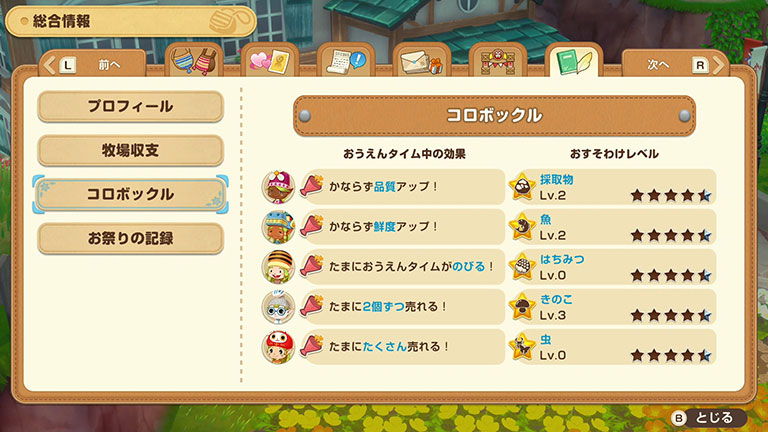 総合情報
L 前へ
次へ R
プロフィール
牧場収支
コロボックル
お祭りの記録
コロボックル
おうえんタイム中の効果 おすそわけレベル
かならず品質アップ！ 採取物
Lv.2
かならず鮮度アップ！ 魚
Lv.2
たまにおうえんタイムがのびる！ はちみつ
Lv.0
たまに2個ずつ売れる！ きのこ
Lv.3
たまにたくさん売れる！ 虫
Lv.0
B とじる